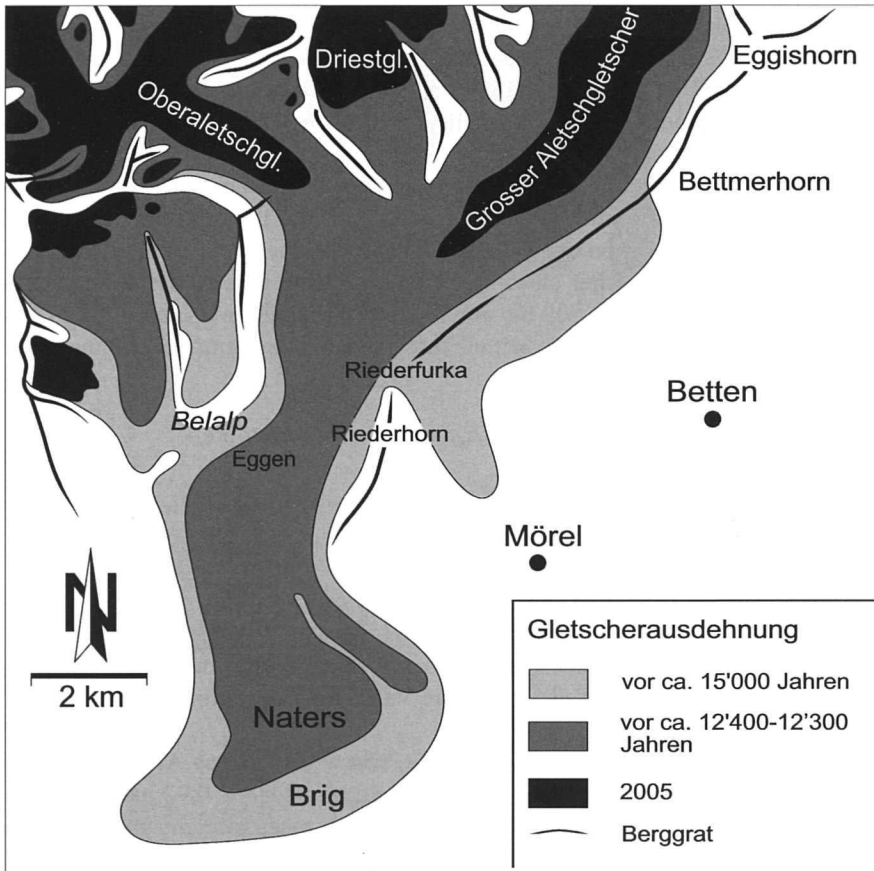 Driestgl.
Eggishorn
Oberaletschgl.
Grosser Aletschgletscher
Bettmerhorn
Riederfurka
Betten
Belalp
Riederhorn
Eggen
Mörel
N
2 km
Naters
Brig
Gletscherausdehnung
vor ca. 15'000 Jahren
vor ca. 12'400-12'300
Jahren
2005
Berggrat